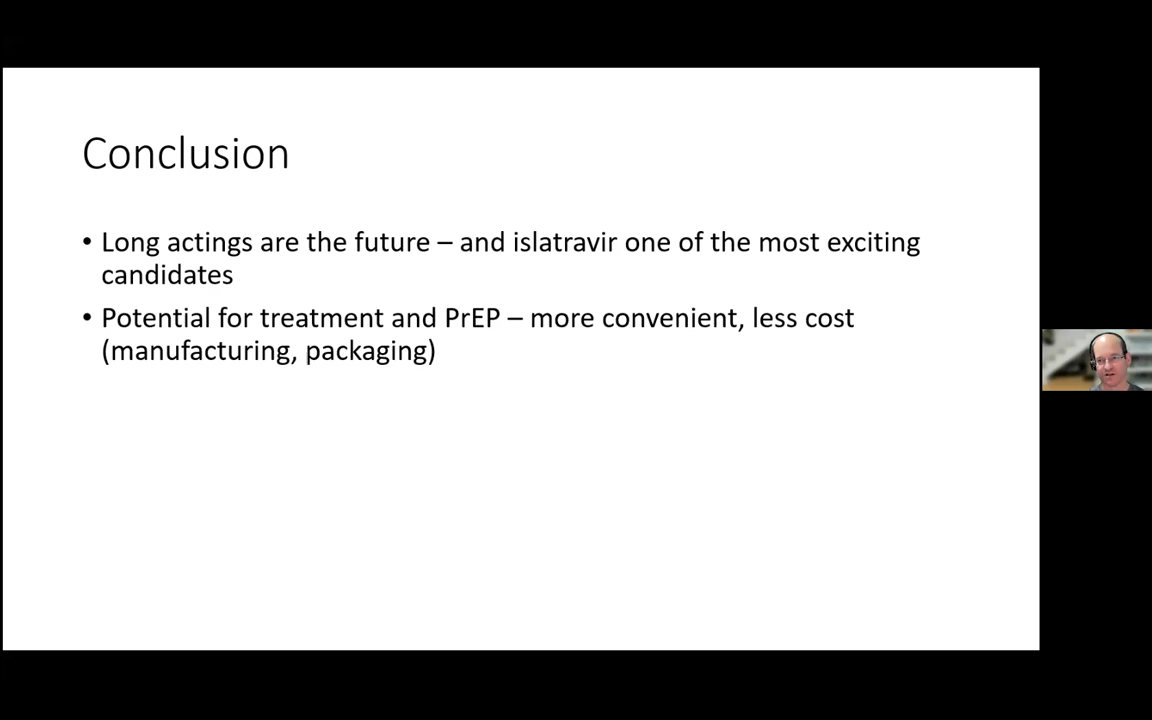 Conclusion
• Long actings are the future – and islatravir one of the most exciting
candidates
• Potential for treatment and PrEP – more convenient, less cost
(manufacturing, packaging)